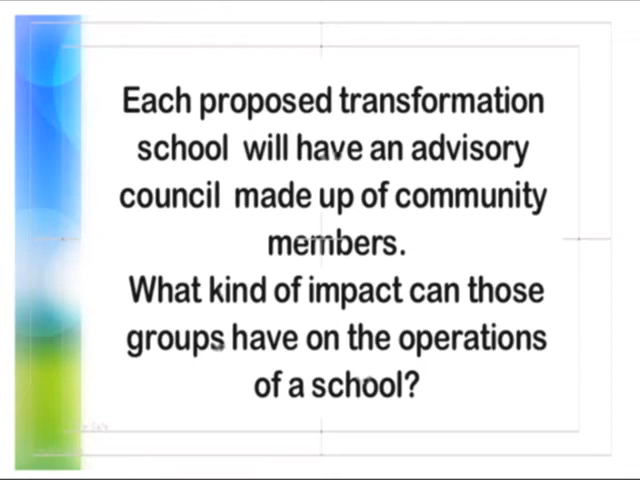 Each proposed transformation
school will have an advisory
council made up of community
members.
What kind of impact can those
groups have on the operations
of a school?